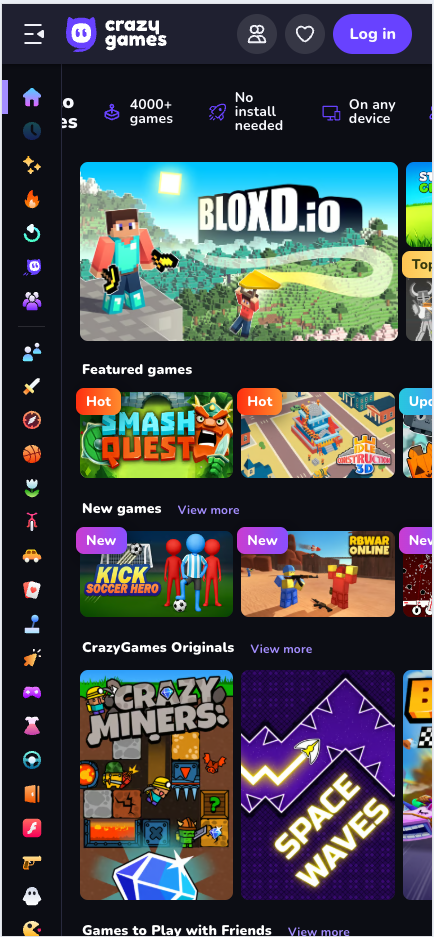 crazy
games
Log in
o
es
4000+
games
No
install
needed
On any
device
BLOXD.io
ST
G
Top
Featured games
Hot
SMASH
QUEST
Hot
IDLE
CONSTRUCTION
3D
Upd
New games
View more
New
KICK
SOCCER HERO
New
RBWAR
ONLINE
New
CrazyGames Originals
View more
CRAZY
MINERS:
SPACE
WAVES
B
Games to Play with Friends
View more